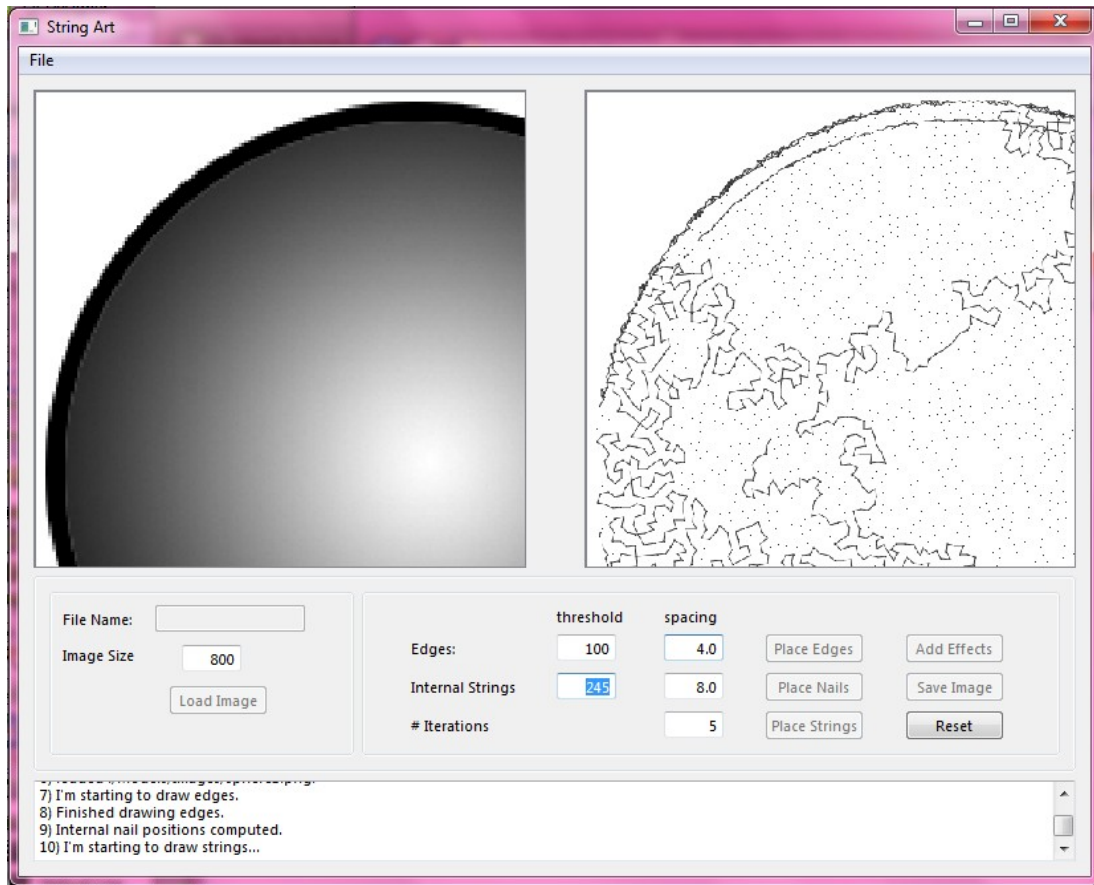 String Art
File
File Name:
Image Size 800
Load Image
threshold spacing
Edges: 100 4.0 Place Edges Add Effects
Internal Strings 245 8.0 Place Nails Save Image
# Iterations 5 Place Strings Reset
7) I'm starting to draw edges.
8) Finished drawing edges.
9) Internal nail positions computed.
10) I'm starting to draw strings...